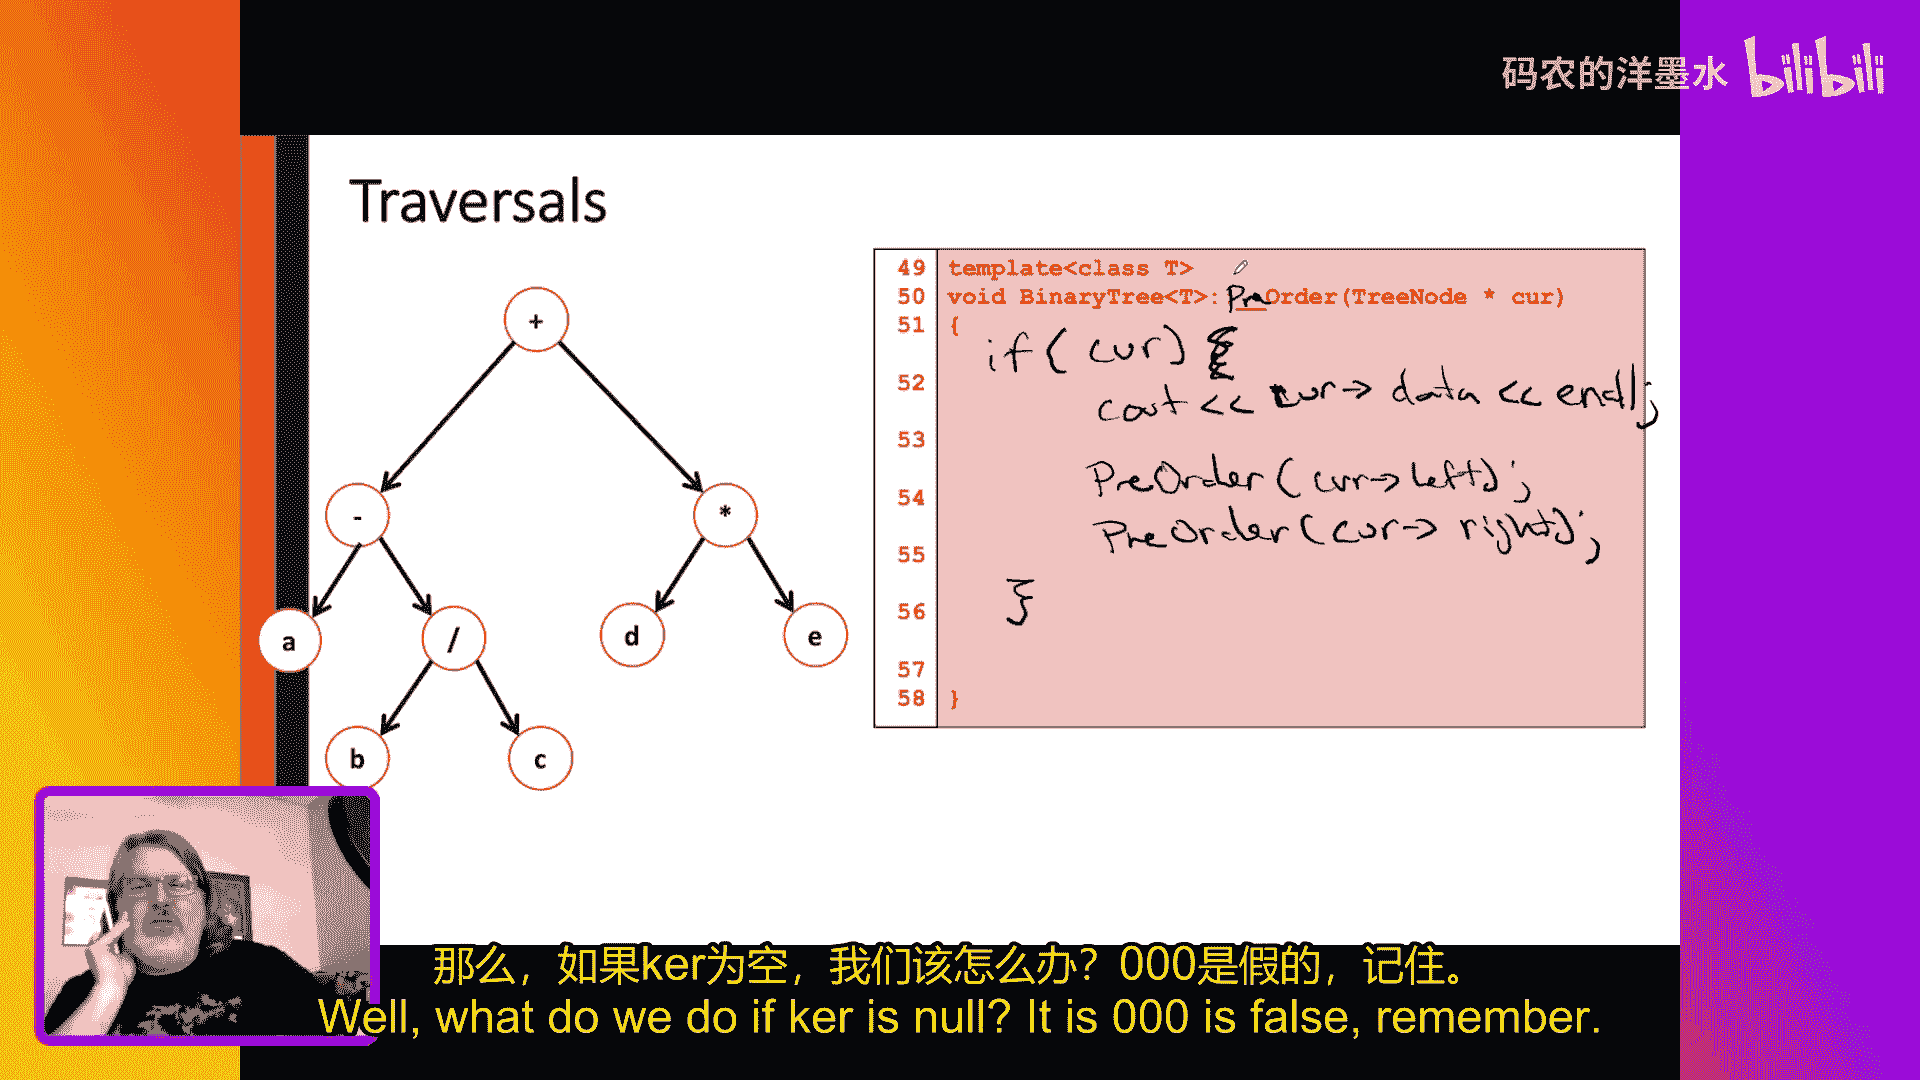 码农的洋墨水 bilibili
Traversals
+
-
*
a
/
d
e
b
c
49 template<class T>
50 void BinaryTree<T>:PreOrder(TreeNode * cur)
51 {
if(cur) {
52
cout << cur-> data << endl;
53
PreOrder(cur->left);
54
PreOrder(cur-> right);
55
}
56
57
58 }
那么，如果ker为空，我们该怎么办？000是假的，记住。
Well, what do we do if ker is null? It is 000 is false, remember.